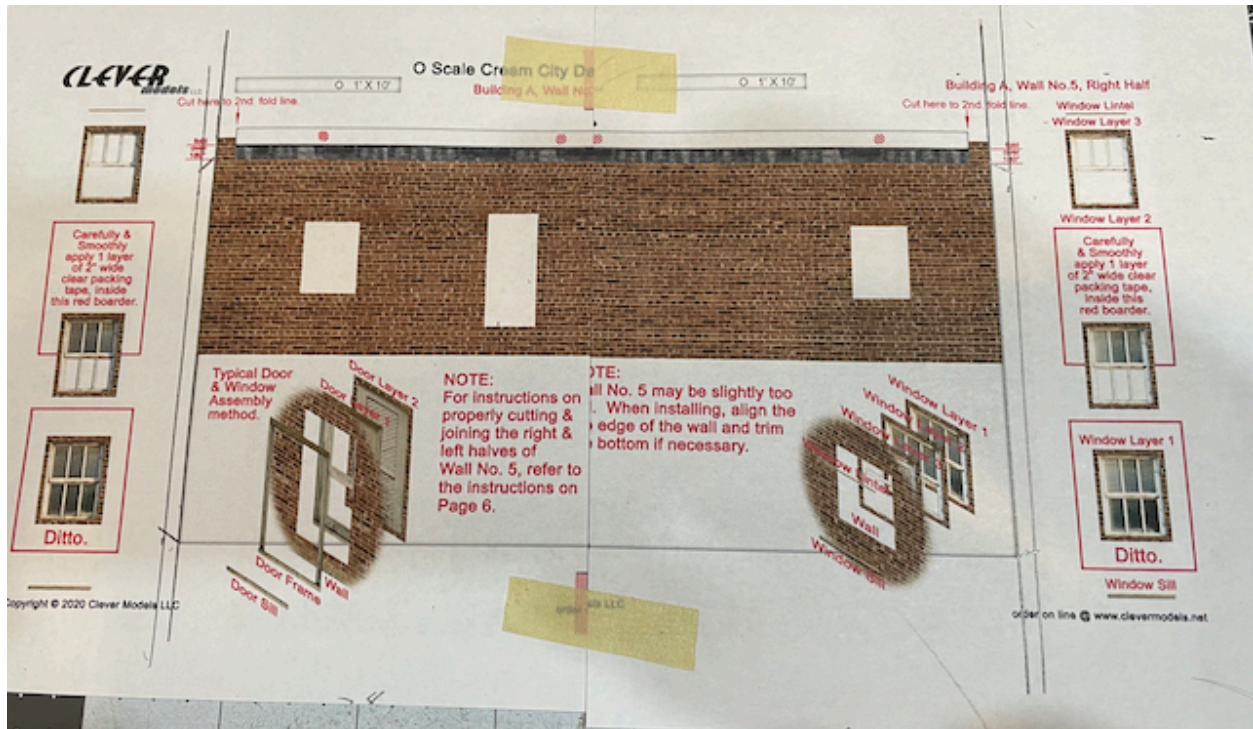 CLEVER
models LLC
O Scale Cream City Da
Building A, Wall No.
O 1' X 10'
O 1' X 10'
Building A, Wall No.5, Right Half
Cut here to 2nd. fold line.
Cut here to 2nd. fold line.
Window Lintel
Window Layer 3
Window Layer 2
Carefully &
Smoothly
apply 1 layer
of 2" wide
clear packing
tape, inside
this red boarder.
Carefully
& Smoothly
apply 1 layer
of 2" wide clear
packing tape,
inside this
red boarder.
Typical Door
& Window
Assembly
method.
Door Layer 2
Door Layer 1
Wall
Door Frame
Door Sill
NOTE:
For instructions on
properly cutting &
joining the right &
left halves of
Wall No. 5, refer to
the instructions on
Page 6.
OTE:
all No. 5 may be slightly too
l. When installing, align the
edge of the wall and trim
bottom if necessary.
Window Layer 1
Window Lintel
Wall
Window Sill
Window Layer 1
Ditto.
Ditto.
Window Sill
Copyright © 2020 Clever Models LLC
order
els LLC
order on line @ www.clevermodels.net